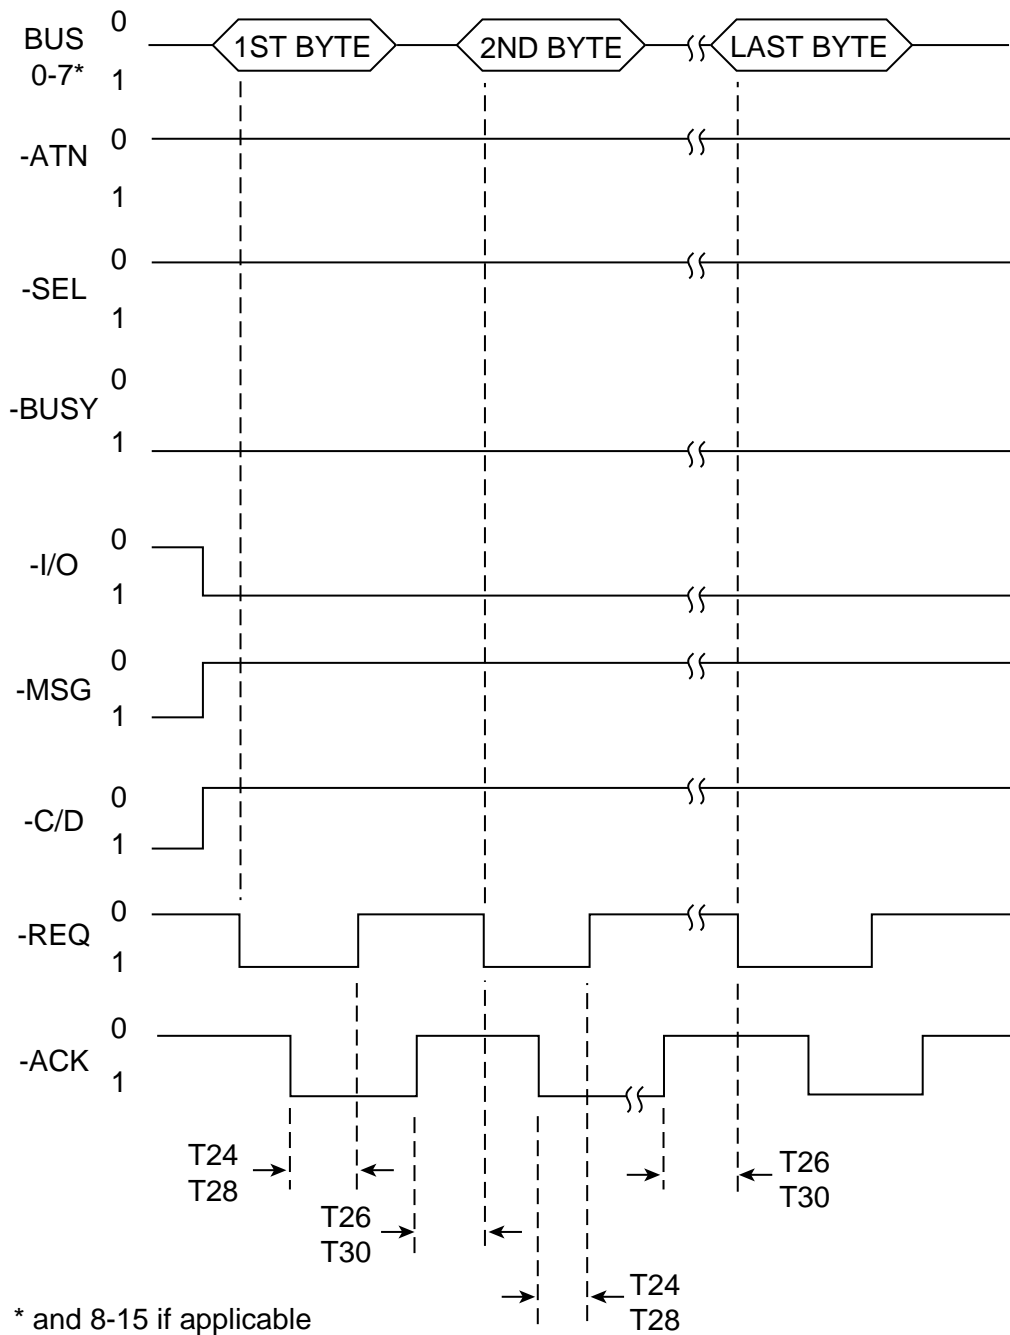 BUS 0 1ST BYTE 2ND BYTE LAST BYTE
0-7* 1
-ATN 0
1
-SEL 0
1
-BUSY 0
1
-I/O 0
1
-MSG 0
1
-C/D 0
1
-REQ 0
1
-ACK 0
1
T24
T28
T26
T30
T26
T30
T24
T28
* and 8-15 if applicable